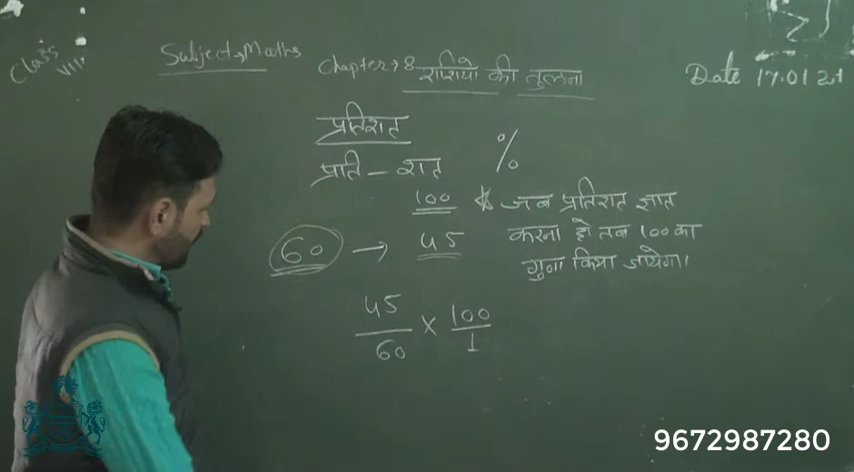 Class VIII
Subject → Maths
Chapter → 8 राशियो की तुलना
Date 17.01.21
प्रतिशत
प्रति – शत %
100
* जब प्रतिशत ज्ञात
करना हो तब 100 का
गुना किया जायेगा।
60 → 45
45/60 × 100/1
9672987280